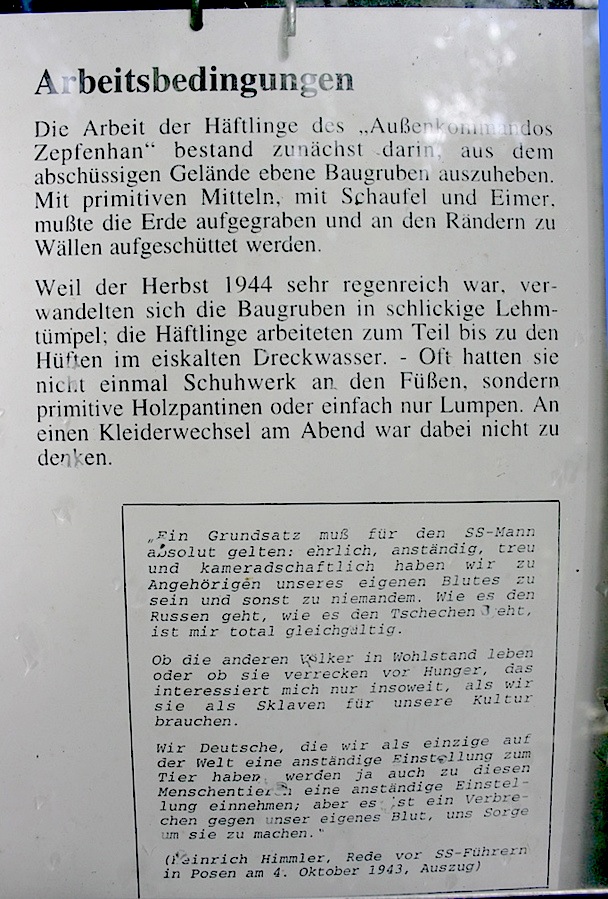 Arbeitsbedingungen
Die Arbeit der Häftlinge des „Außenkommandos
Zepfenhan“ bestand zunächst darin, aus dem
abschüssigen Gelände ebene Baugruben auszuheben.
Mit primitiven Mitteln, mit Schaufel und Eimer,
mußte die Erde aufgegraben und an den Rändern zu
Wällen aufgeschüttet werden.
Weil der Herbst 1944 sehr regenreich war, ver-
wandelten sich die Baugruben in schlickige Lehm-
tümpel; die Häftlinge arbeiteten zum Teil bis zu den
Hüften im eiskalten Dreckwasser. - Oft hatten sie
nicht einmal Schuhwerk an den Füßen, sondern
primitive Holzpantinen oder einfach nur Lumpen. An
einen Kleiderwechsel am Abend war dabei nicht zu
denken.
„Ein Grundsatz muß für den SS-Mann
absolut gelten: ehrlich, anständig, treu
und kameradschaftlich haben wir zu
Angehörigen unseres eigenen Blutes zu
sein und sonst zu niemandem. Wie es den
Russen geht, wie es den Tschechen geht,
ist mir total gleichgültig.
Ob die anderen Völker in Wohlstand leben
oder ob sie verrecken vor Hunger, das
interessiert mich nur insoweit, als wir
sie als Sklaven für unsere Kultur
brauchen.
Wir Deutsche, die wir als einzige auf
der Welt eine anständige Einstellung zum
Tier haben, werden ja auch zu diesen
Menschentieren eine anständige Einstel-
lung einnehmen; aber es ist ein Verbre-
chen gegen unser eigenes Blut, uns Sorge
um sie zu machen.“
(Heinrich Himmler, Rede vor SS-Führern
in Posen am 4. Oktober 1943, Auszug)